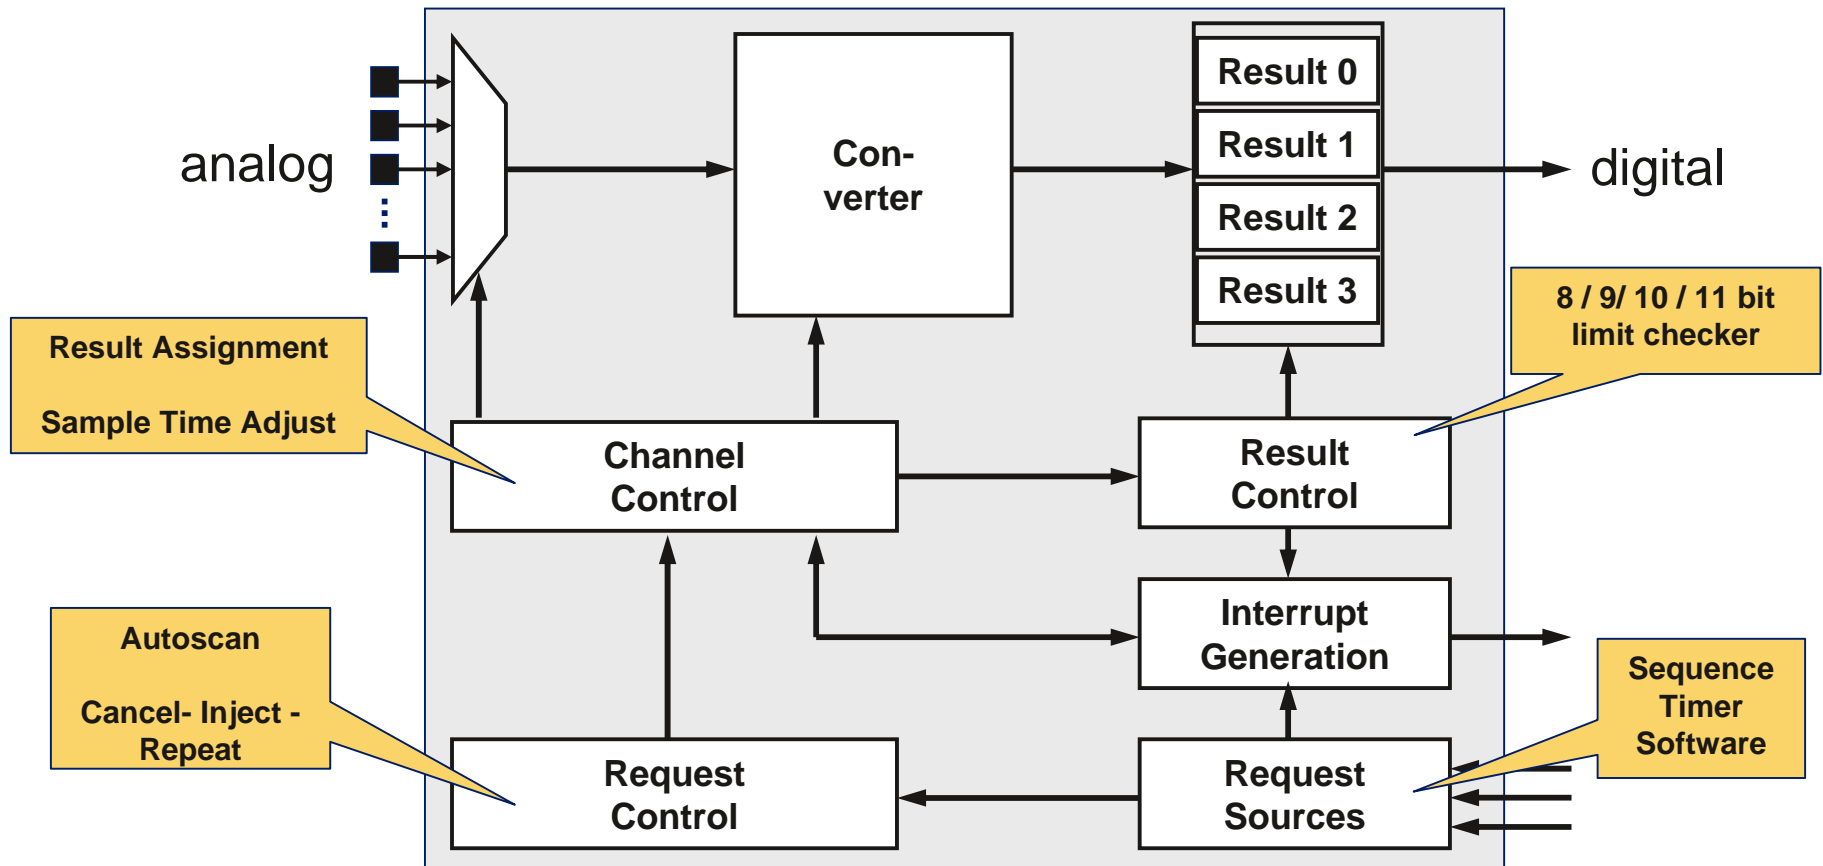 analog
Con-
verter
Result 0
Result 1
Result 2
Result 3
digital
8 / 9/ 10 / 11 bit
limit checker
Result Assignment
Sample Time Adjust
Channel
Control
Result
Control
Autoscan
Cancel- Inject -
Repeat
Interrupt
Generation
Sequence
Timer
Software
Request
Control
Request
Sources